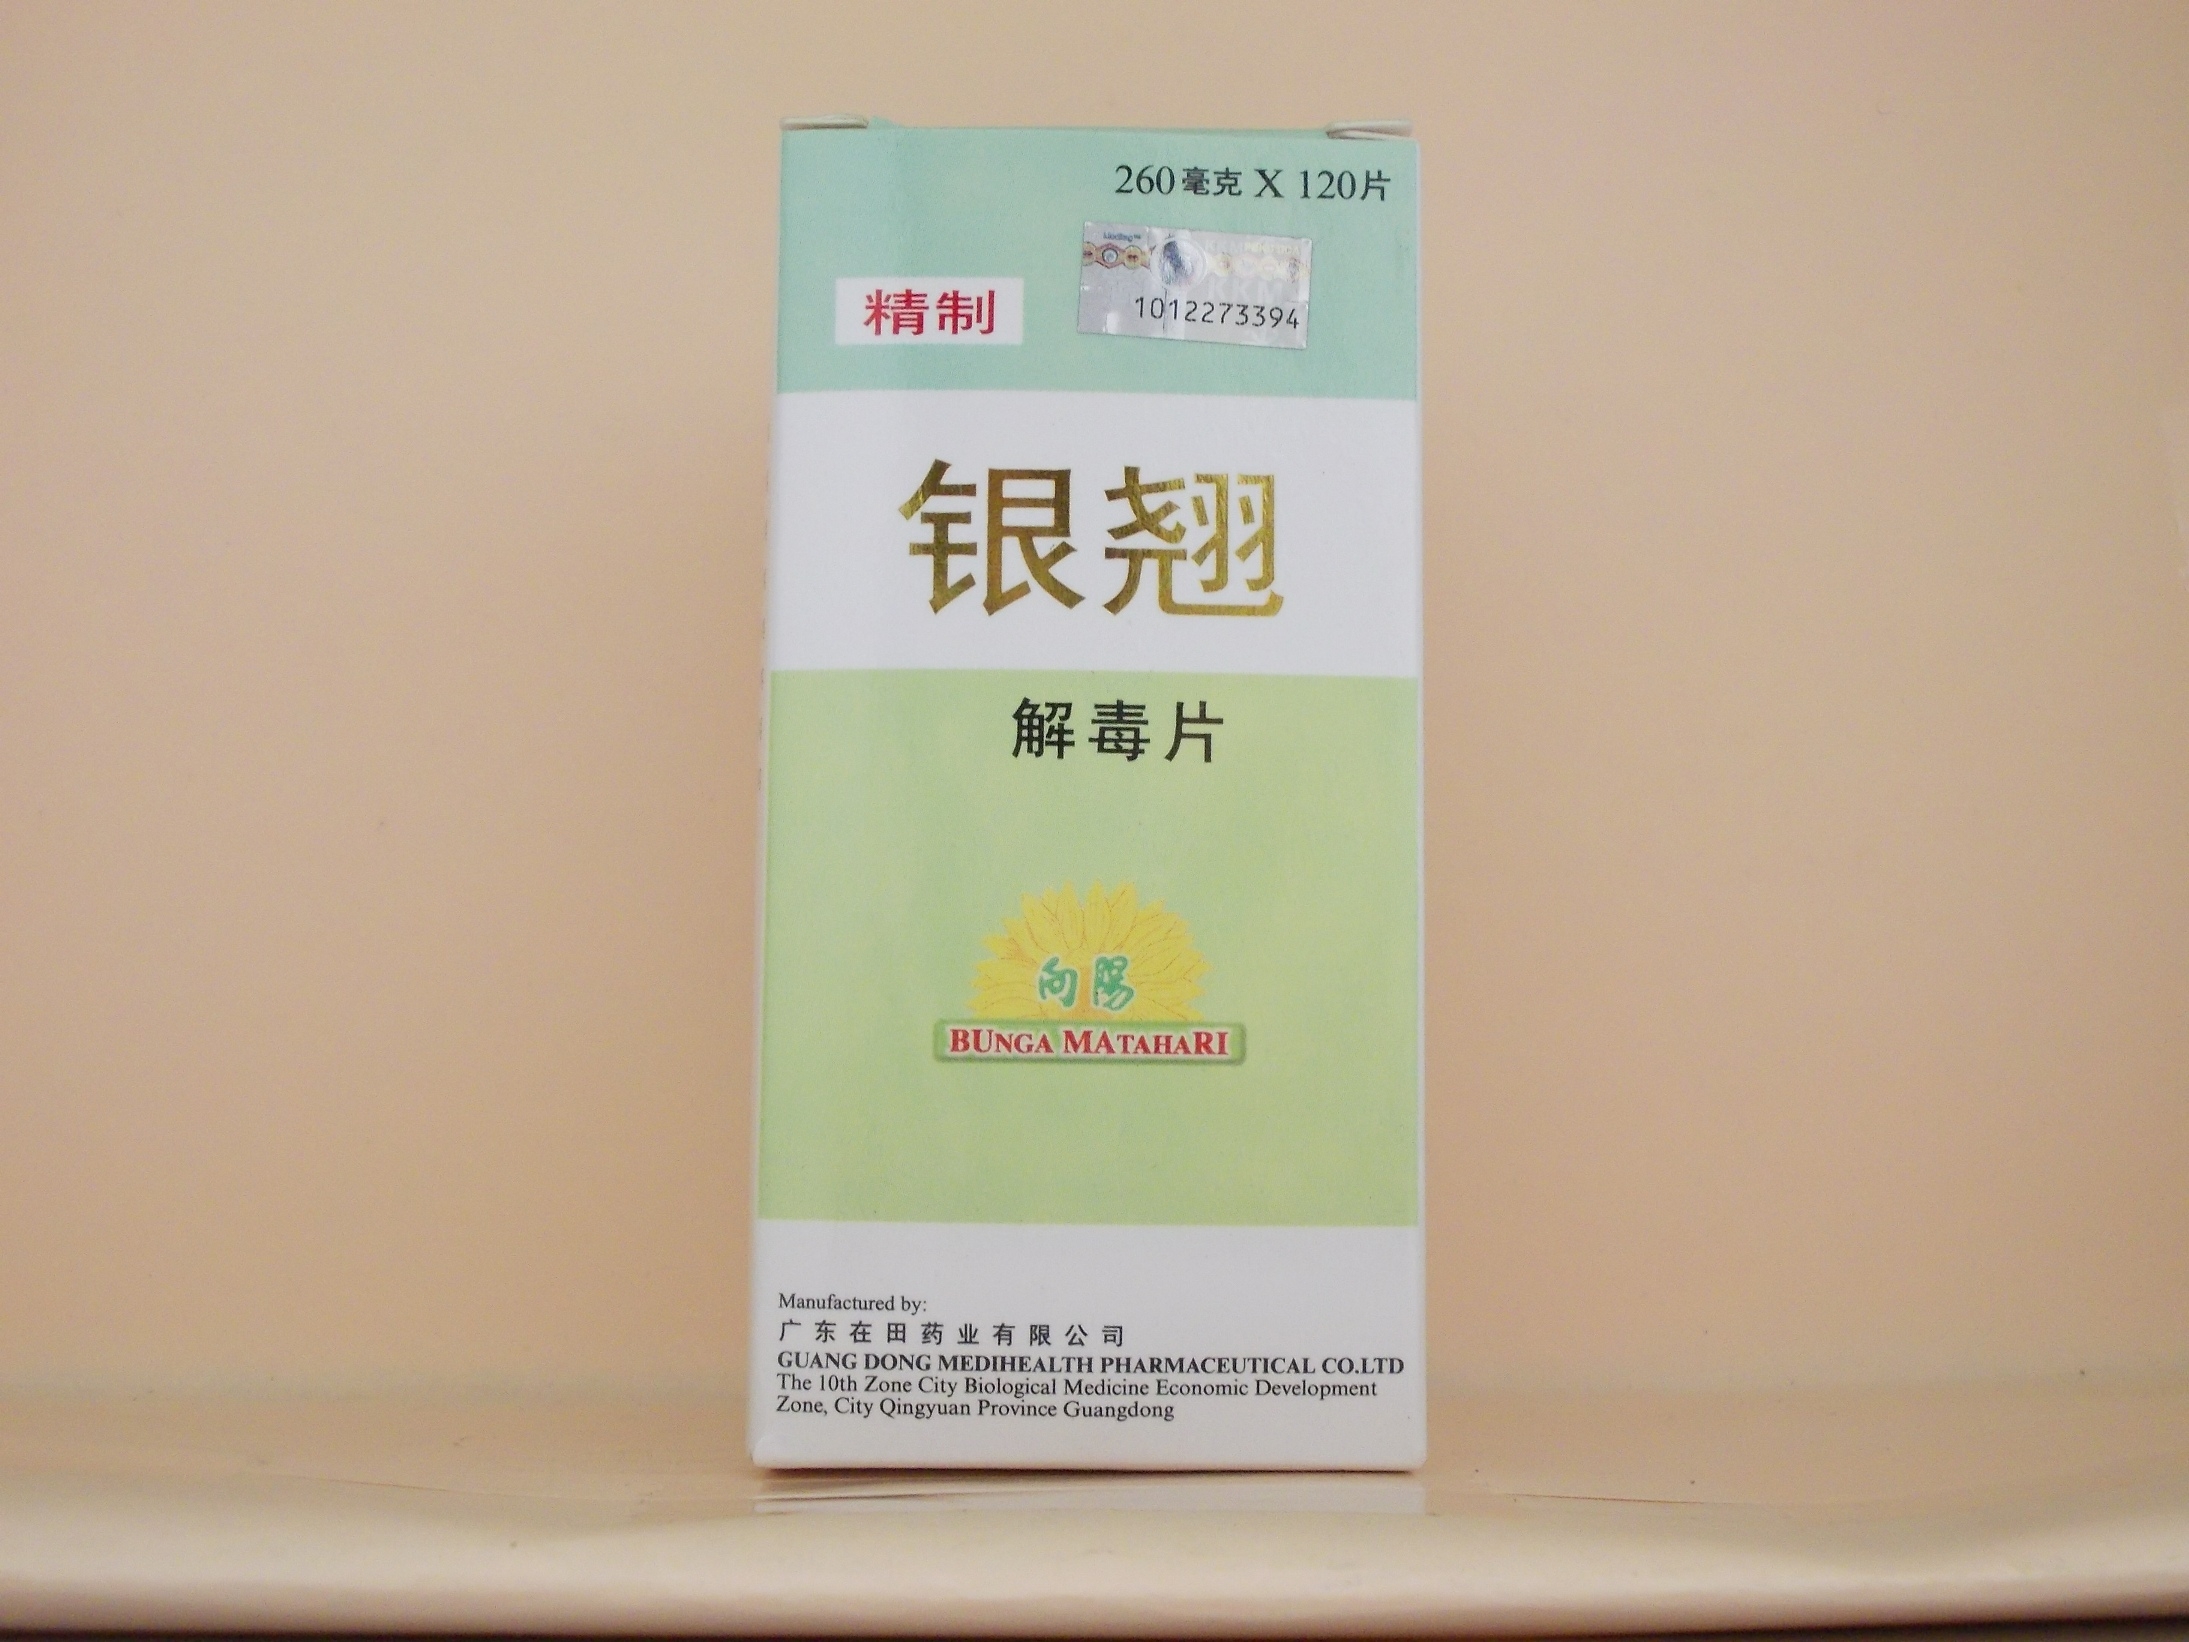 260毫克 X 120片
1012273394
精制
银翘
解毒片
向陽
BUNGA MATAHARI
Manufactured by:
广东在田药业有限公司
GUANG DONG MEDIHEALTH PHARMACEUTICAL CO.LTD
The 10th Zone City Biological Medicine Economic Development
Zone, City Qingyuan Province Guangdong